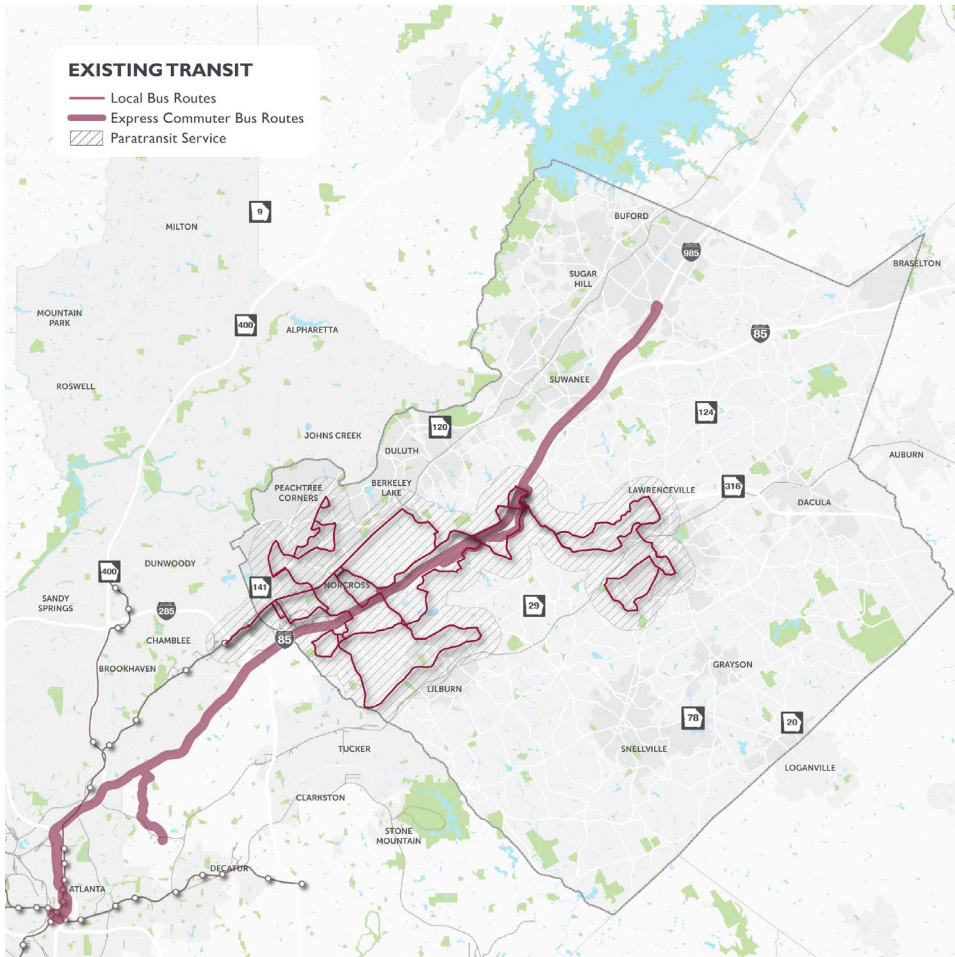 EXISTING TRANSIT
Local Bus Routes
Express Commuter Bus Routes
Paratransit Service
9
MILTON
BUFORD
985
SUGAR
HILL
BRASELTON
MOUNTAIN
PARK
400
ALPHARETTA
85
ROSWELL
SUWANEE
124
120
JOHNS CREEK
DULUTH
AUBURN
BERKELEY
LAKE
PEACHTREE
CORNERS
LAWRENCEVILLE
316
DACULA
400
DUNWOODY
141
NORCROSS
SANDY
SPRINGS
285
29
CHAMBLEE
85
BROOKHAVEN
GRAYSON
LILBURN
78
20
TUCKER
SNELLVILLE
LOGANVILLE
CLARKSTON
STONE
MOUNTAIN
DECATUR
ATLANTA